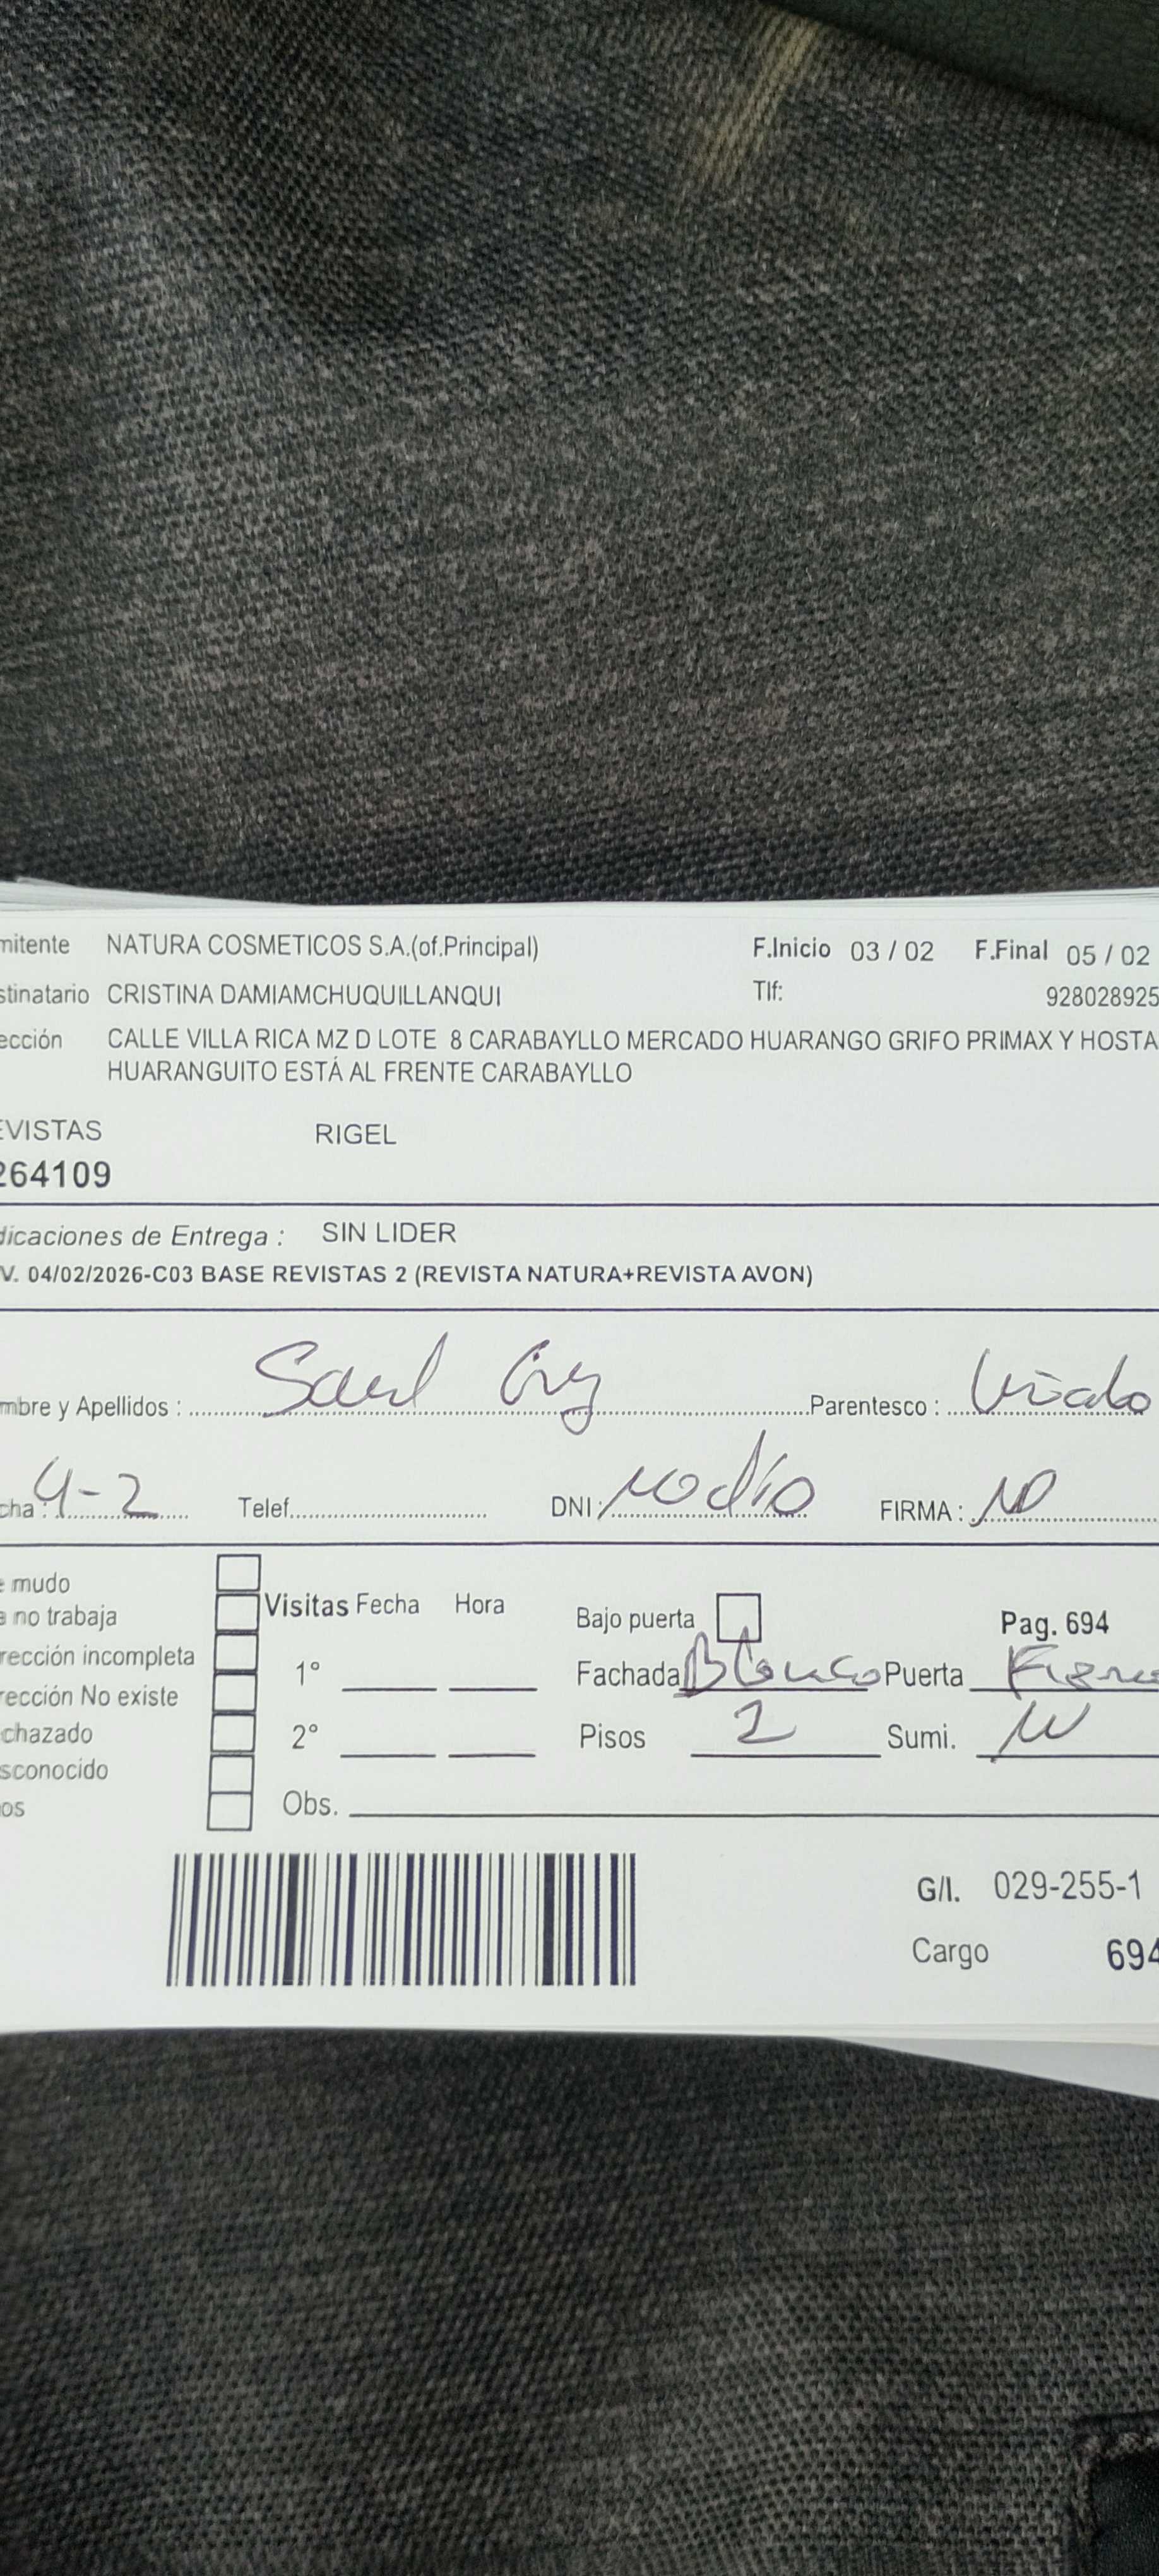 mitente NATURA COSMETICOS S.A.(of.Principal) F.Inicio 03 / 02 F.Final 05 / 02
stinatario CRISTINA DAMIAMCHUQUILLANQUI Tlf: 928028925
ección CALLE VILLA RICA MZ D LOTE 8 CARABAYLLO MERCADO HUARANGO GRIFO PRIMAX Y HOSTA
HUARANGUITO ESTÁ AL FRENTE CARABAYLLO
EVISTAS RIGEL
264109
dicaciones de Entrega : SIN LIDER
V. 04/02/2026-C03 BASE REVISTAS 2 (REVISTA NATURA+REVISTA AVON)
mbre y Apellidos : Saul Parentesco :
cha : 4-2 Telef. DNI : no dio FIRMA : NO
e mudo
a no trabaja Visitas Fecha Hora Bajo puerta Pag. 694
rección incompleta 1° Fachada Blanco Puerta Fierro
rección No existe
chazado 2° Pisos 2 Sumi.
sconocido
os Obs.
G/I. 029-255-1
Cargo 694